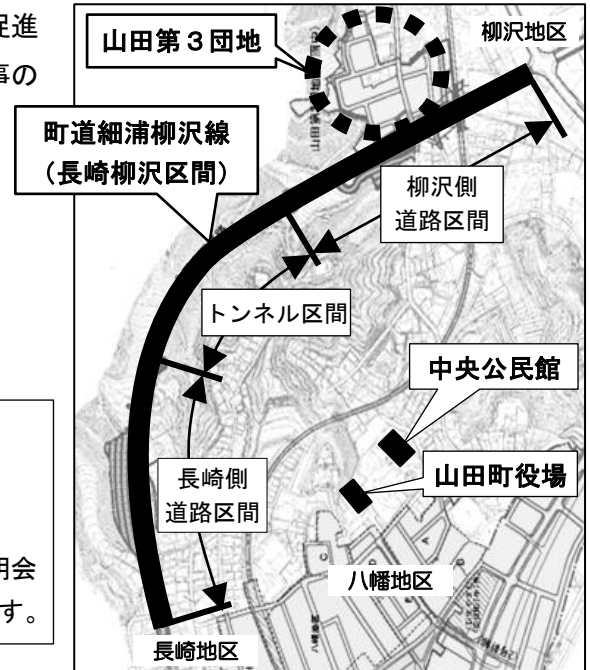 促進
事の
柳沢地区
山田第３団地
町道細浦柳沢線
（長崎柳沢区間）
柳沢側
道路区間
トンネル区間
中央公民館
山田町役場
長崎側
道路区間
八幡地区
明会
す。
長崎地区